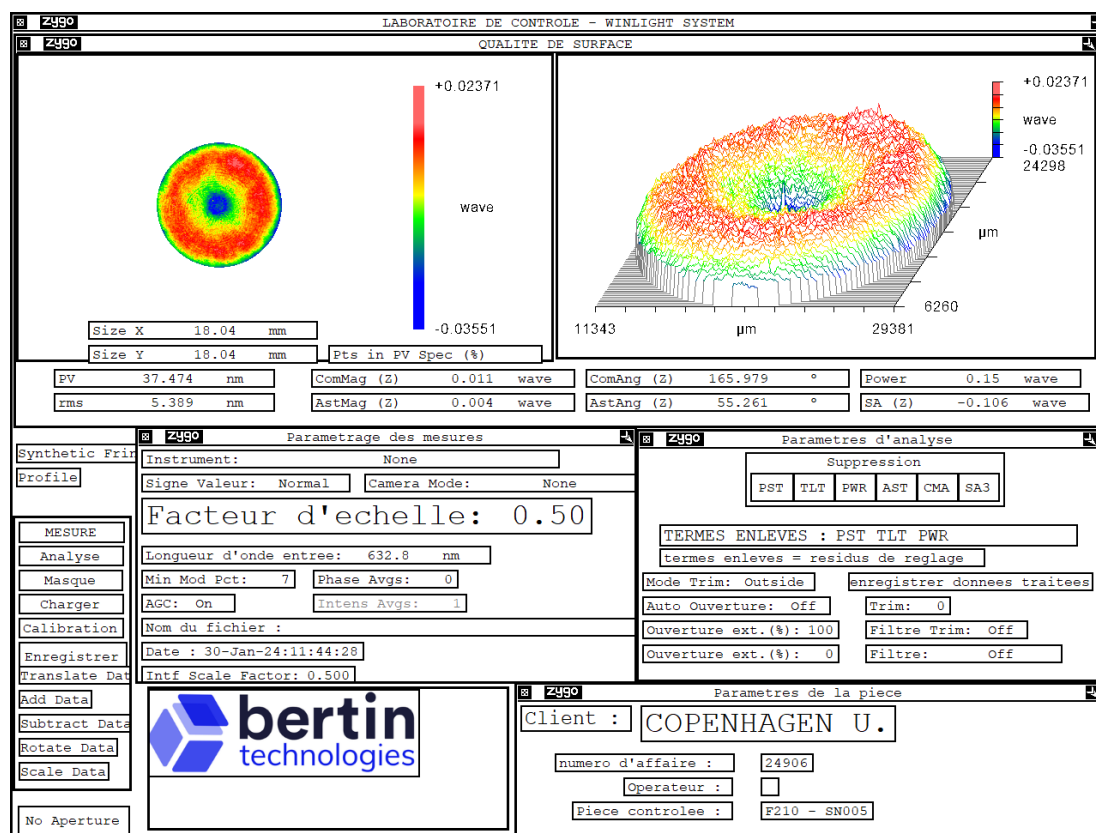 zygo LABORATOIRE DE CONTROLE - WINLIGHT SYSTEM
zygo QUALITE DE SURFACE
+0.02371
wave
-0.03551
+0.02371
wave
-0.03551
24298
µm
6260
11343 µm 29381
Size X 18.04 mm
Size Y 18.04 mm
Pts in PV Spec (%)
PV 37.474 nm
ComMag (Z) 0.011 wave
ComAng (Z) 165.979 °
Power 0.15 wave
rms 5.389 nm
AstMag (Z) 0.004 wave
AstAng (Z) 55.261 °
SA (Z) -0.106 wave
Synthetic Frin
Profile
MESURE
Analyse
Masque
Charger
Calibration
Enregistrer
Translate Dat
Add Data
Subtract Data
Rotate Data
Scale Data
No Aperture
zygo Parametrage des mesures
Instrument: None
Signe Valeur: Normal
Camera Mode: None
Facteur d'echelle: 0.50
Longueur d'onde entree: 632.8 nm
Min Mod Pct: 7
Phase Avgs: 0
AGC: On
Intens Avgs: 1
Nom du fichier :
Date : 30-Jan-24:11:44:28
Intf Scale Factor: 0.500
zygo Parametres d'analyse
Suppression
PST TLT PWR AST CMA SA3
TERMES ENLEVES : PST TLT PWR
termes enleves = residus de reglage
Mode Trim: Outside
enregistrer donnees traitees
Auto Ouverture: Off
Trim: 0
Ouverture ext.(%): 100
Filtre Trim: Off
Ouverture ext.(%): 0
Filtre: Off
bertin
technologies
zygo Parametres de la piece
Client : COPENHAGEN U.
numero d'affaire : 24906
Operateur :
Pièce controlee : F210 - SN005